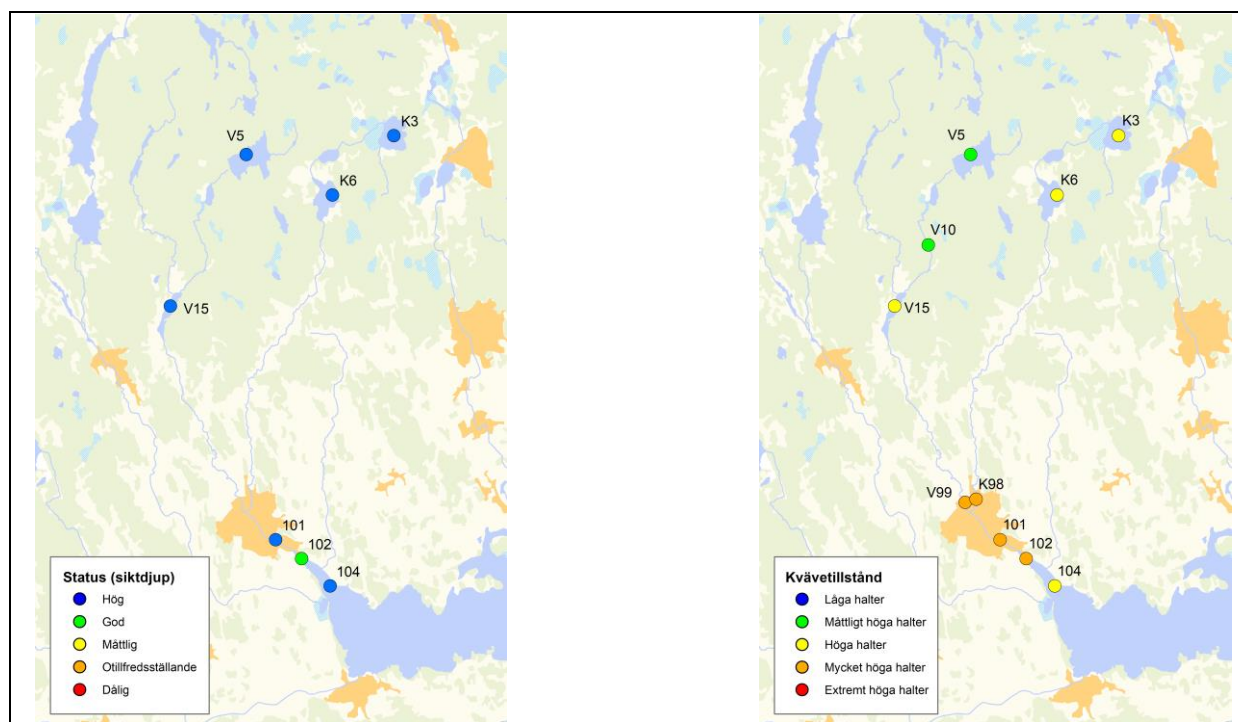 V5
K3
K6
V15
101
102
104
Status (siktdjup)
Hög
God
Måttlig
Otillfredsställande
Dålig
K3
V5
K6
V10
V15
V99
K98
101
102
104
Kvävetillstånd
Låga halter
Måttligt höga halter
Höga halter
Mycket höga halter
Extremt höga halter